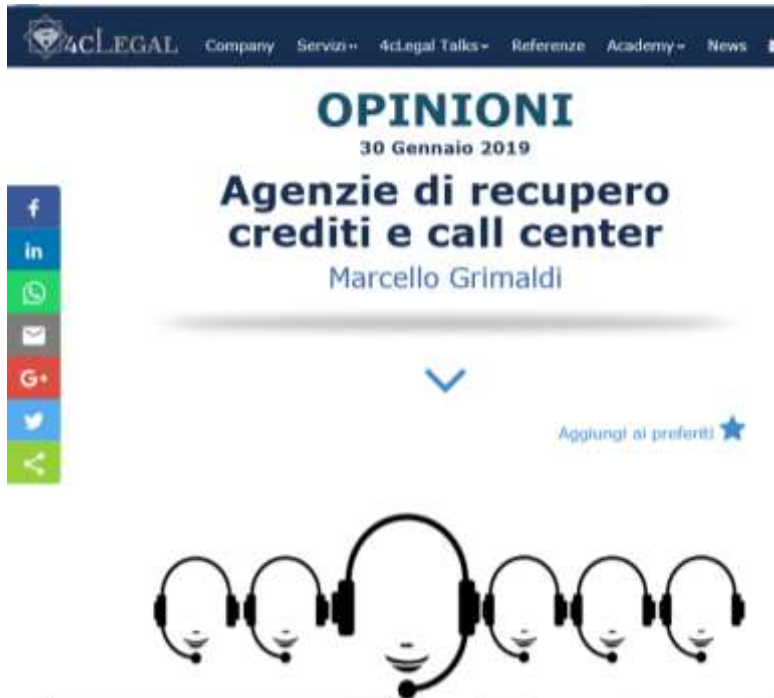 4cLEGAL Company Servizi 4cLegal Talks Referenze Academy News
OPINIONI
30 Gennaio 2019
Agenzie di recupero
crediti e call center
Marcello Grimaldi
f
in
G+
Aggiungi ai preferiti